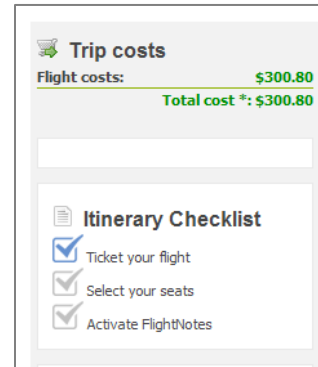 Trip costs
Flight costs: $300.80
Total cost *: $300.80
Itinerary Checklist
Ticket your flight
Select your seats
Activate FlightNotes